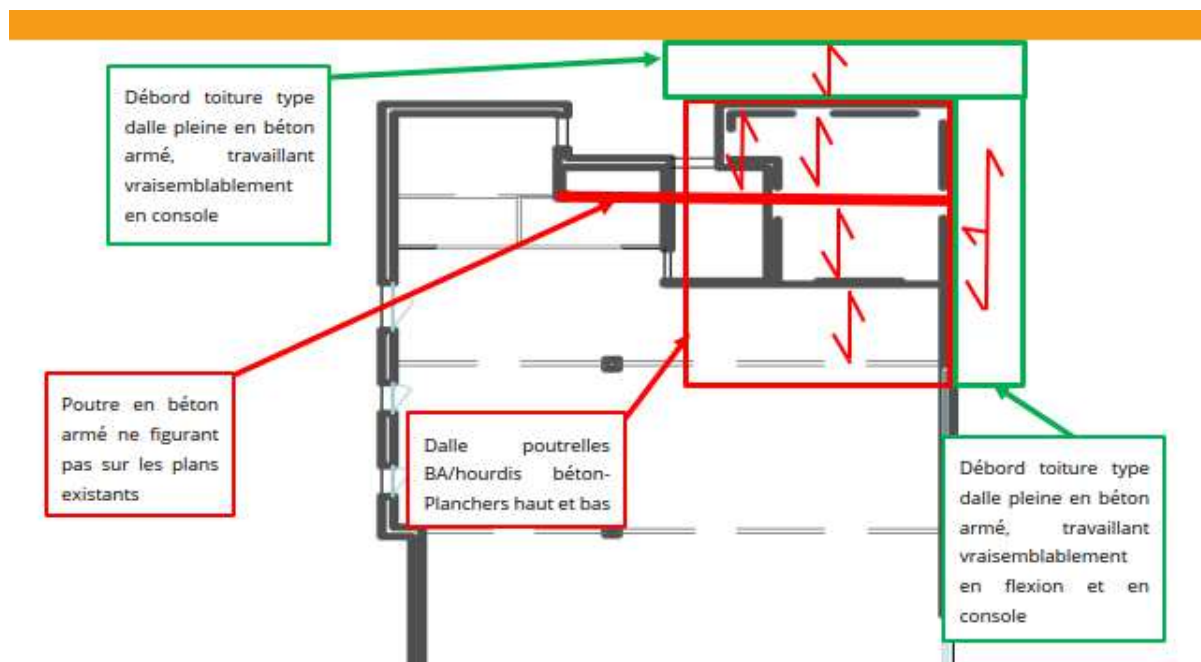 Débord toiture type
dalle pleine en béton
armé, travaillant
vraisemblablement
en console
Poutre en béton
armé ne figurant
pas sur les plans
existants
Dalle poutrelles
BA/hourdis béton-
Planchers haut et bas
Débord toiture type
dalle pleine en béton
armé, travaillant
vraisemblablement
en flexion et en
console